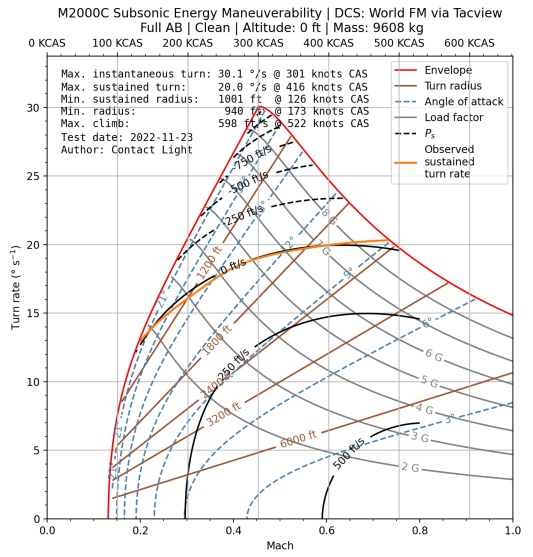 M2000C Subsonic Energy Maneuverability | DCS: World FM via Tacview
Full AB | Clean | Altitude: 0 ft | Mass: 9608 kg
0 KCAS 100 KCAS 200 KCAS 300 KCAS 400 KCAS 500 KCAS 600 KCAS
Max. instantaneous turn: 30.1 °/s @ 301 knots CAS
Max. sustained turn: 20.0 °/s @ 416 knots CAS
Min. sustained radius: 1001 ft @ 126 knots CAS
Min. radius: 940 ft @ 173 knots CAS
Max. climb: 598 ft/s @ 522 knots CAS
Test date: 2022-11-23
Author: Contact Light
Envelope
Turn radius
Angle of attack
Load factor
Ps
Observed
sustained
turn rate
30
25
20
15
10
5
0
Turn rate (° s⁻¹)
-750 ft/s
-500 ft/s
-250 ft/s
0 ft/s
250 ft/s
500 ft/s
1200 ft
1800 ft
2400 ft
3200 ft
6000 ft
8 G
7 G
6 G
5 G
4 G
3 G
2 G
9°
6°
3°
0.0 0.2 0.4 0.6 0.8 1.0
Mach